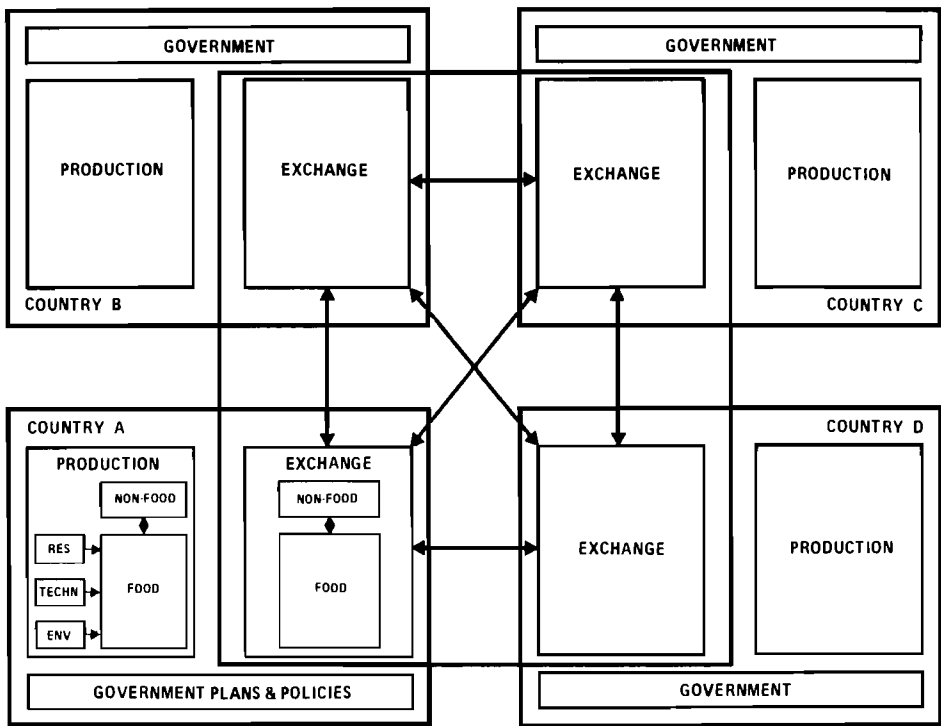 GOVERNMENT
PRODUCTION
EXCHANGE
COUNTRY B
GOVERNMENT
EXCHANGE
PRODUCTION
COUNTRY C
COUNTRY A
PRODUCTION
NON-FOOD
RES
TECHN
ENV
FOOD
EXCHANGE
NON-FOOD
FOOD
GOVERNMENT PLANS & POLICIES
COUNTRY D
EXCHANGE
PRODUCTION
GOVERNMENT